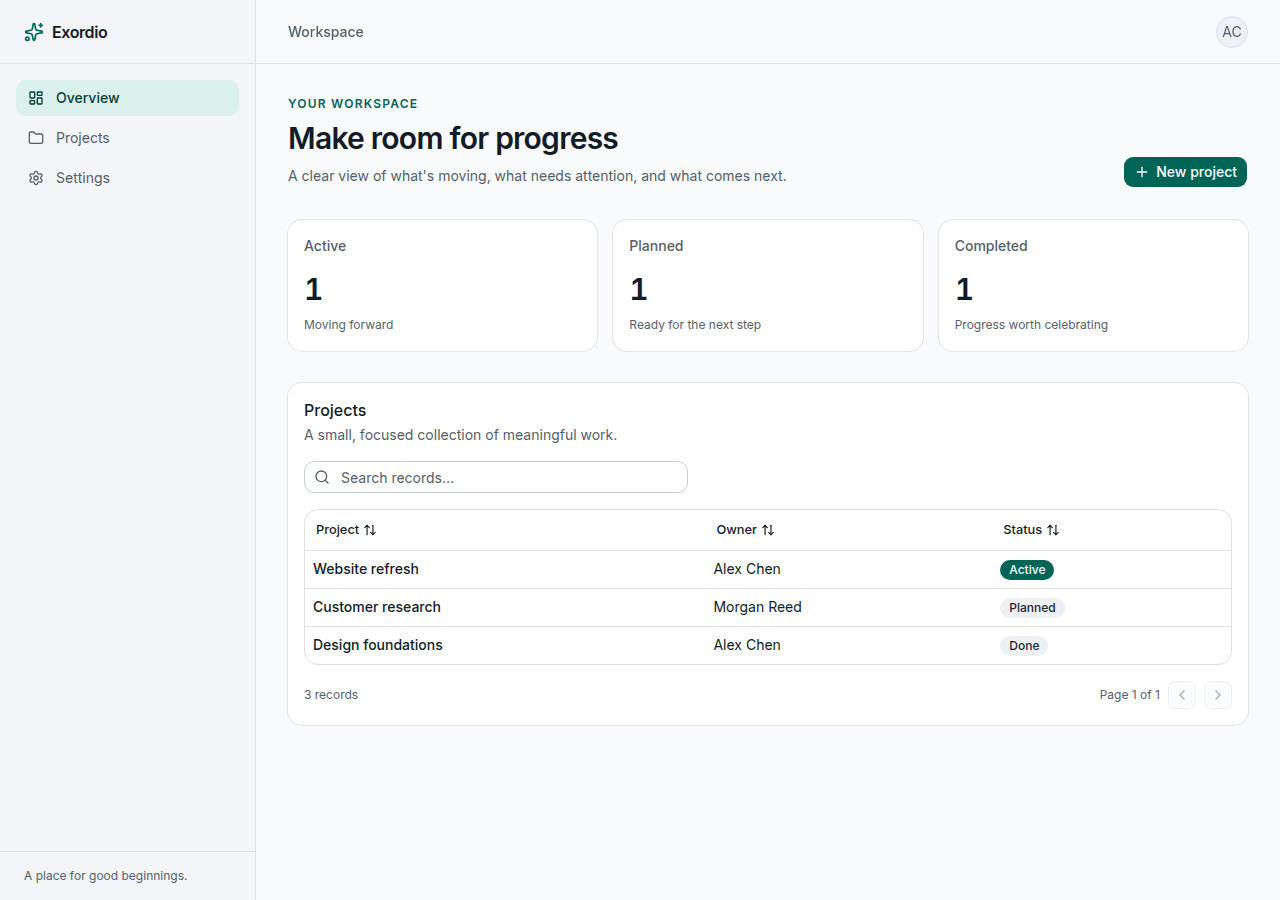 Exordio
Workspace
AC
Overview
Projects
Settings
YOUR WORKSPACE
Make room for progress
A clear view of what's moving, what needs attention, and what comes next.
New project
Active
1
Moving forward
Planned
1
Ready for the next step
Completed
1
Progress worth celebrating
Projects
A small, focused collection of meaningful work.
Search records...
Project Owner Status
Website refresh Alex Chen Active
Customer research Morgan Reed Planned
Design foundations Alex Chen Done
3 records Page 1 of 1
A place for good beginnings.